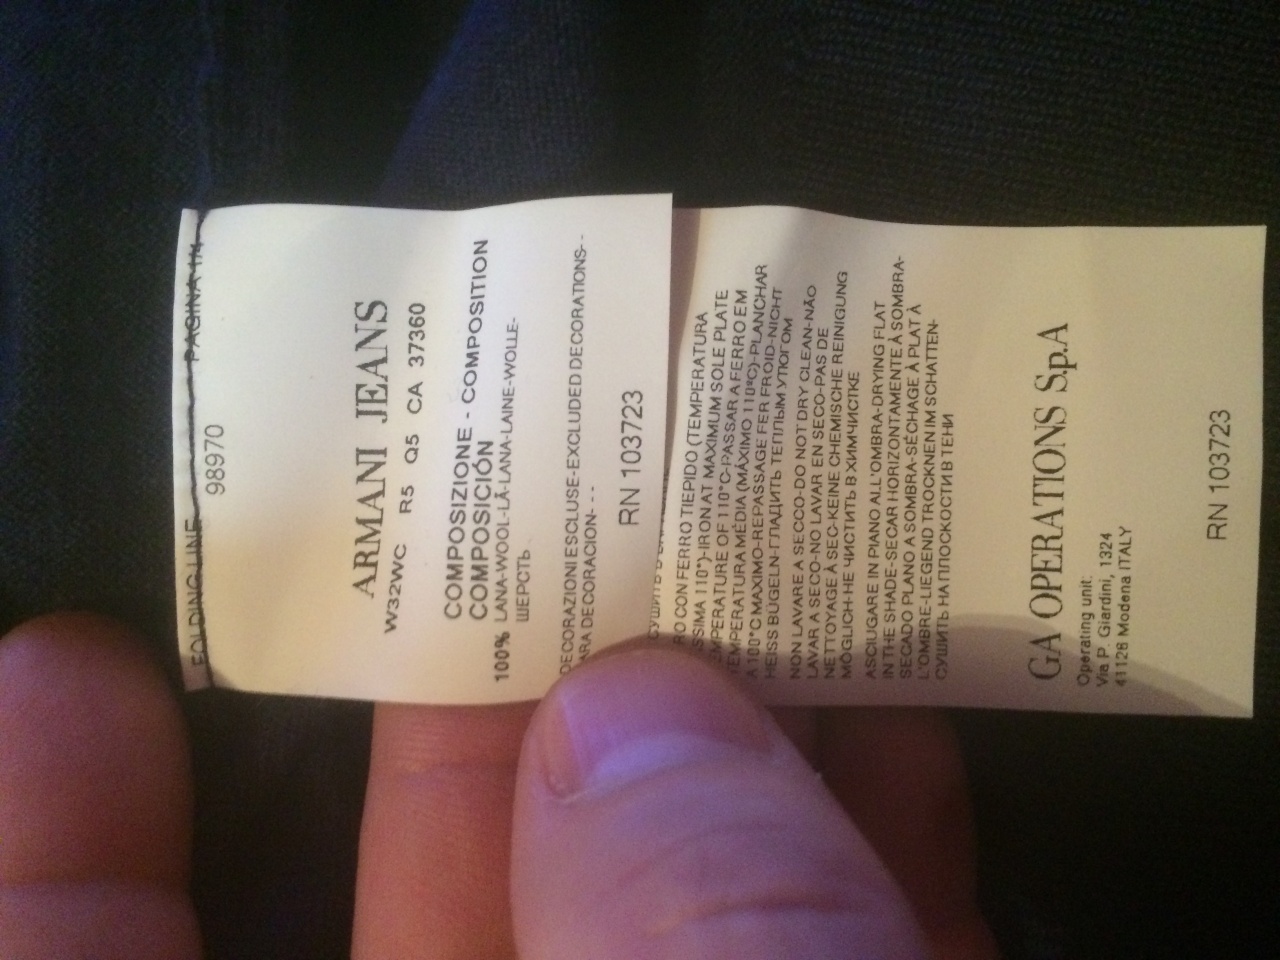 FOLDING LINE PAGINA 1/4
98970
ARMANI JEANS
W32WC R5 Q5 CA 37360
COMPOSIZIONE - COMPOSITION
COMPOSICIÓN
100% LANA-WOOL-LÃ-LANA-LAINE-WOLLE-
ШЕРСТЬ
DECORAZIONI ESCLUSE-EXCLUDED DECORATIONS- -
ARA DECORACION- - -
RN 103723
RO CON FERRO TIEPIDO (TEMPERATURA
SSIMA 110°)-IRON AT MAXIMUM SOLE PLATE
EMPERATURE OF 110°C-PASSAR A FERRO EM
TEMPERATURA MÉDIA (MÁXIMO 110ºC)-PLANCHAR
A 100°C MAXIMO-REPASSAGE FER FROID-NICHT
HEISS BÜGELN-ГЛАДИТЬ ТЕПЛЫМ УТЮГОМ
NON LAVARE A SECCO-DO NOT DRY CLEAN-NÃO
LAVAR A SECO-NO LAVAR EN SECO-PAS DE
NETTOYAGE À SEC-KEINE CHEMISCHE REINIGUNG
MÖGLICH-НЕ ЧИСТИТЬ В ХИМЧИСТКЕ
ASCIUGARE IN PIANO ALL'OMBRA-DRYING FLAT
IN THE SHADE-SECAR HORIZONTAMENTE À SOMBRA-
SECADO PLANO A SOMBRA-SÉCHAGE À PLAT À
L'OMBRE-LIEGEND TROCKNEN IM SCHATTEN-
СУШИТЬ НА ПЛОСКОСТИ В ТЕНИ
GA OPERATIONS S.p.A
Operating unit:
Via P. Giardini, 1324
41126 Modena ITALY
RN 103723